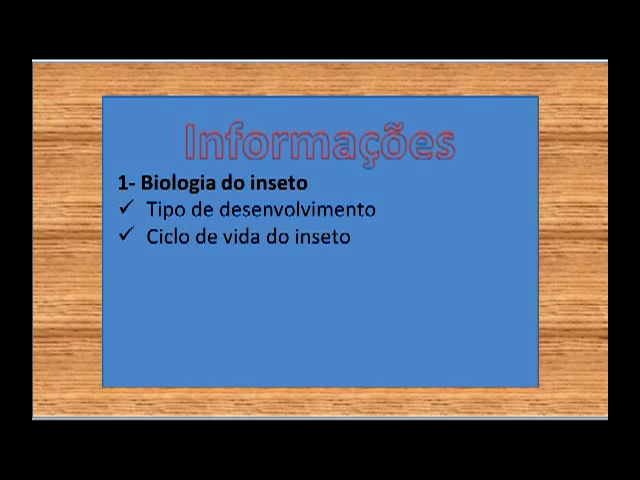 Informações
1- Biologia do inseto
✓ Tipo de desenvolvimento
✓ Ciclo de vida do inseto